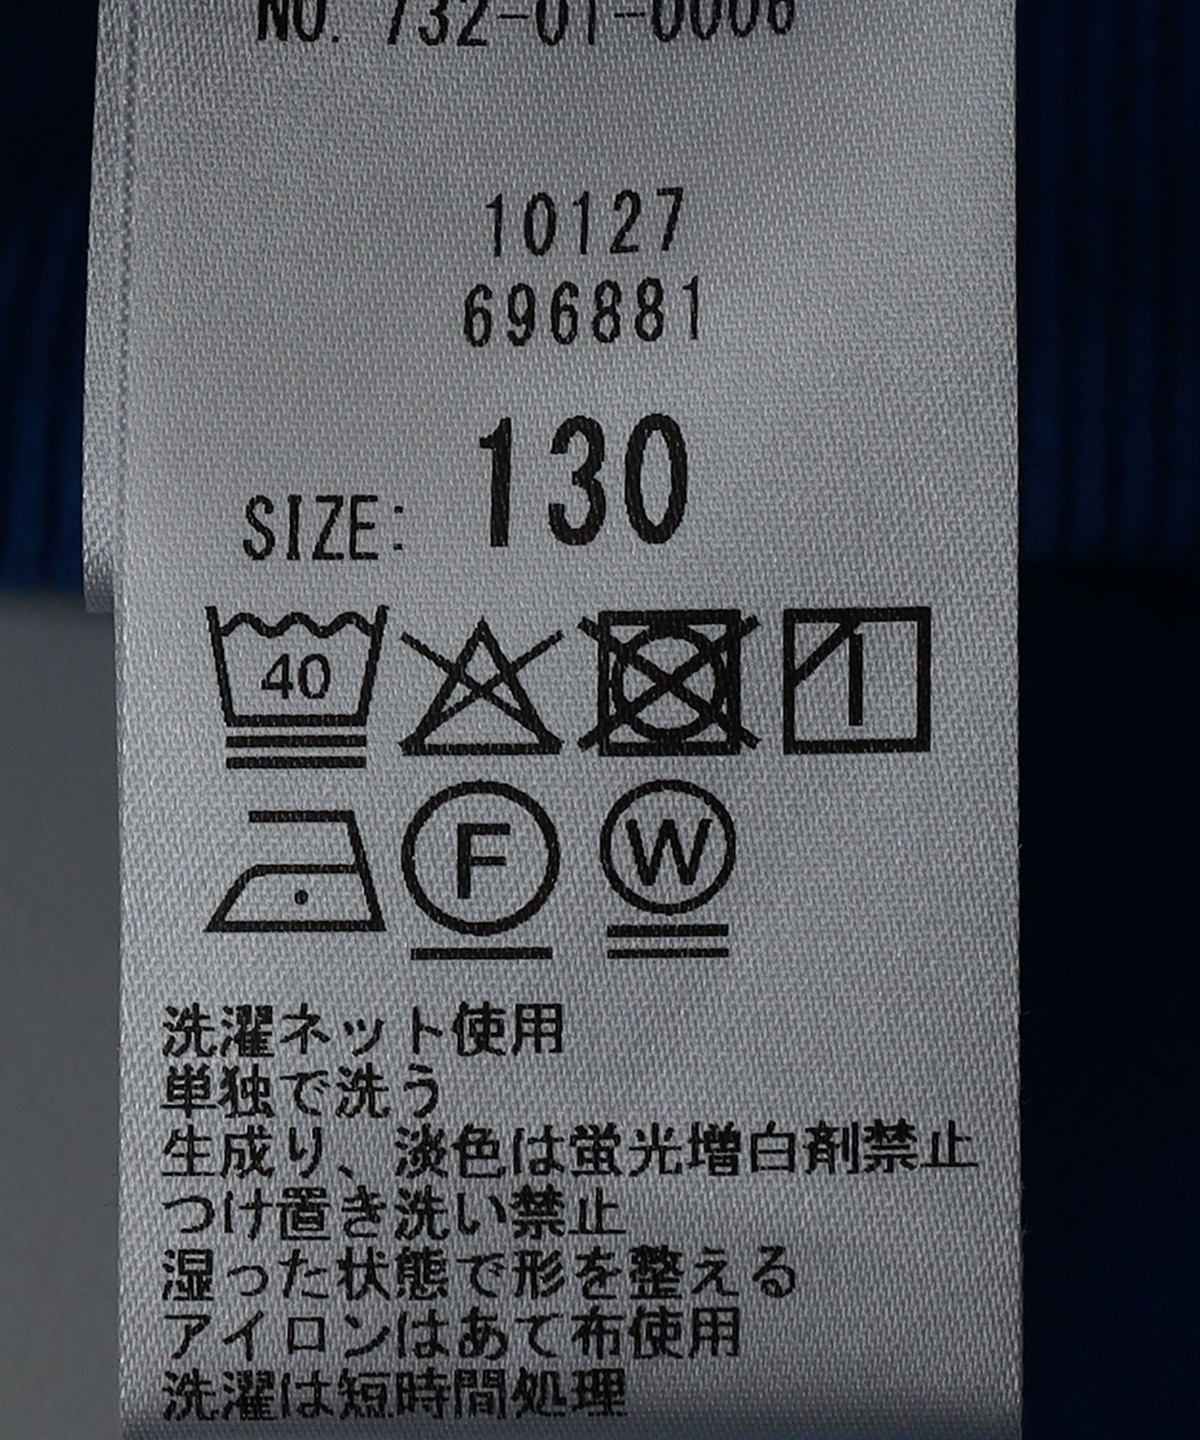 NO. 732-01-0006
10127
696881
SIZE: 130
40
F W
洗濯ネット使用
単独で洗う
生成り、淡色は蛍光増白剤禁止
つけ置き洗い禁止
湿った状態で形を整える
アイロンはあて布使用
洗濯は短時間処理